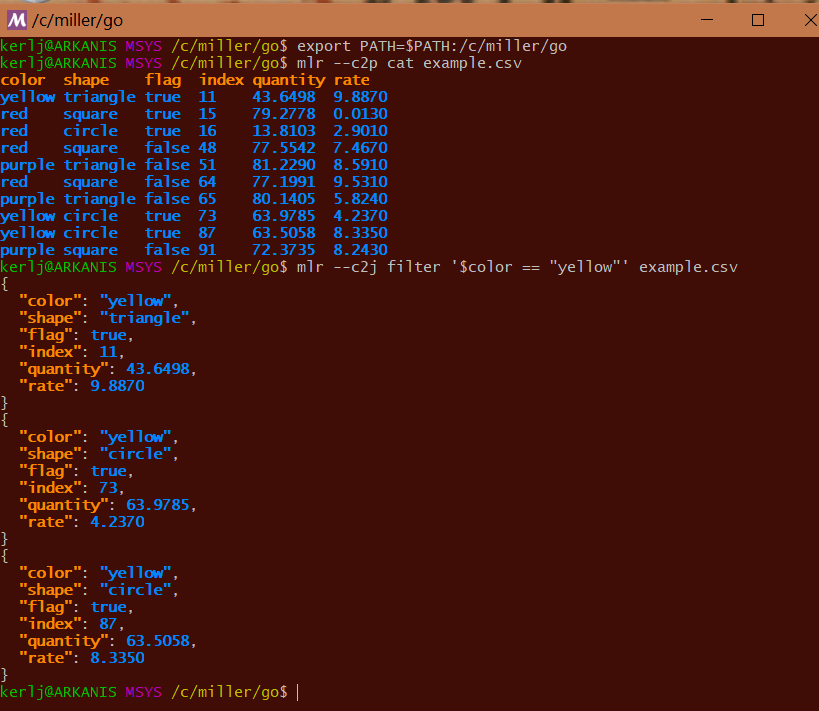 M /c/miller/go
kerlj@ARKANIS MSYS /c/miller/go$ export PATH=$PATH:/c/miller/go
kerlj@ARKANIS MSYS /c/miller/go$ mlr --c2p cat example.csv
color  shape    flag  index quantity rate
yellow triangle true  11    43.6498  9.8870
red    square   true  15    79.2778  0.0130
red    circle   true  16    13.8103  2.9010
red    square   false 48    77.5542  7.4670
purple triangle false 51    81.2290  8.5910
red    square   false 64    77.1991  9.5310
purple triangle false 65    80.1405  5.8240
yellow circle   true  73    63.9785  4.2370
yellow circle   true  87    63.5058  8.3350
purple square   false 91    72.3735  8.2430
kerlj@ARKANIS MSYS /c/miller/go$ mlr --c2j filter '$color == "yellow"' example.csv
{
  "color": "yellow",
  "shape": "triangle",
  "flag": true,
  "index": 11,
  "quantity": 43.6498,
  "rate": 9.8870
}
{
  "color": "yellow",
  "shape": "circle",
  "flag": true,
  "index": 73,
  "quantity": 63.9785,
  "rate": 4.2370
}
{
  "color": "yellow",
  "shape": "circle",
  "flag": true,
  "index": 87,
  "quantity": 63.5058,
  "rate": 8.3350
}
kerlj@ARKANIS MSYS /c/miller/go$